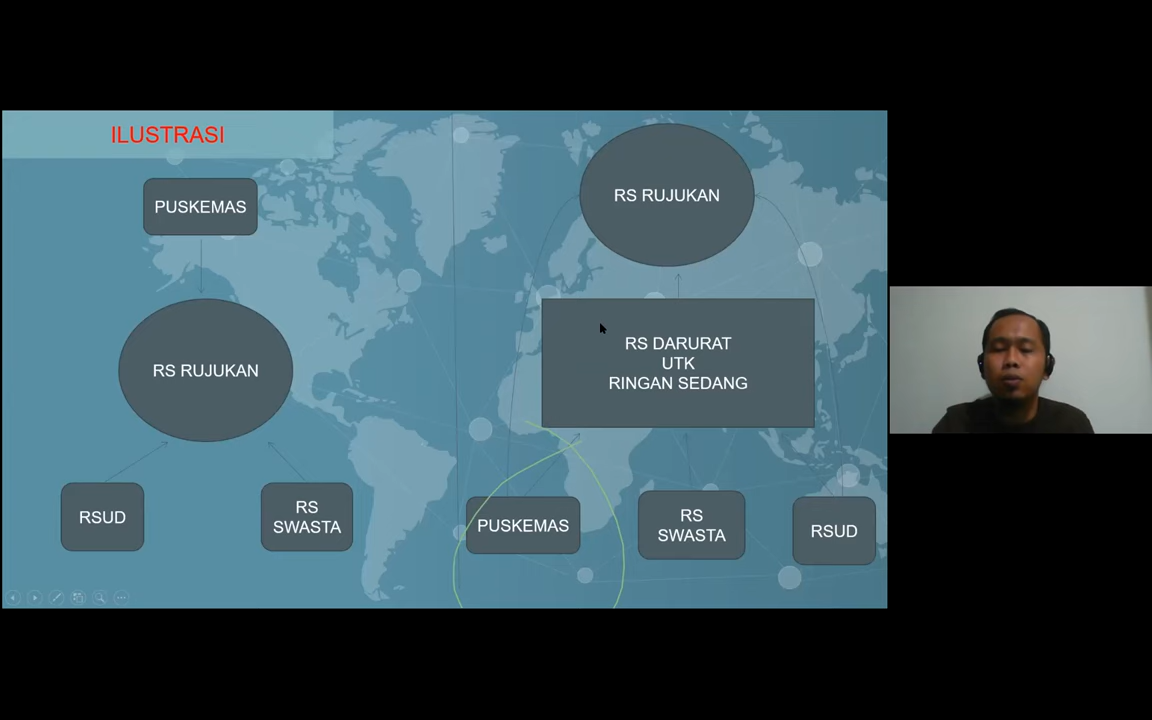 ILUSTRASI
PUSKEMAS
RS RUJUKAN
RSUD
RS
SWASTA
RS RUJUKAN
RS DARURAT
UTK
RINGAN SEDANG
PUSKEMAS
RS
SWASTA
RSUD